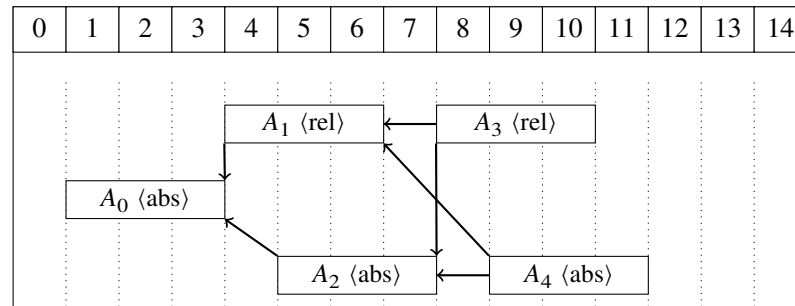 0 1 2 3 4 5 6 7 8 9 10 11 12 13 14
A₁ ⟨rel⟩ A₃ ⟨rel⟩
A₀ ⟨abs⟩
A₂ ⟨abs⟩ A₄ ⟨abs⟩